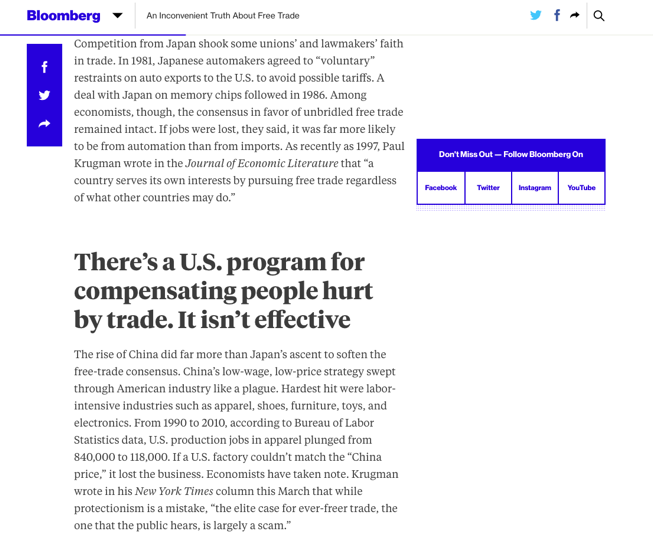 Bloomberg
An Inconvenient Truth About Free Trade
Competition from Japan shook some unions’ and lawmakers’ faith
in trade. In 1981, Japanese automakers agreed to “voluntary”
restraints on auto exports to the U.S. to avoid possible tariffs. A
deal with Japan on memory chips followed in 1986. Among
economists, though, the consensus in favor of unbridled free trade
remained intact. If jobs were lost, they said, it was far more likely
to be from automation than from imports. As recently as 1997, Paul
Krugman wrote in the Journal of Economic Literature that “a
country serves its own interests by pursuing free trade regardless
of what other countries may do.”
Don’t Miss Out — Follow Bloomberg On
Facebook
Twitter
Instagram
YouTube
There’s a U.S. program for
compensating people hurt
by trade. It isn’t effective
The rise of China did far more than Japan’s ascent to soften the
free-trade consensus. China’s low-wage, low-price strategy swept
through American industry like a plague. Hardest hit were labor-
intensive industries such as apparel, shoes, furniture, toys, and
electronics. From 1990 to 2010, according to Bureau of Labor
Statistics data, U.S. production jobs in apparel plunged from
840,000 to 118,000. If a U.S. factory couldn’t match the “China
price,” it lost the business. Economists have taken note. Krugman
wrote in his New York Times column this March that while
protectionism is a mistake, “the elite case for ever-freer trade, the
one that the public hears, is largely a scam.”